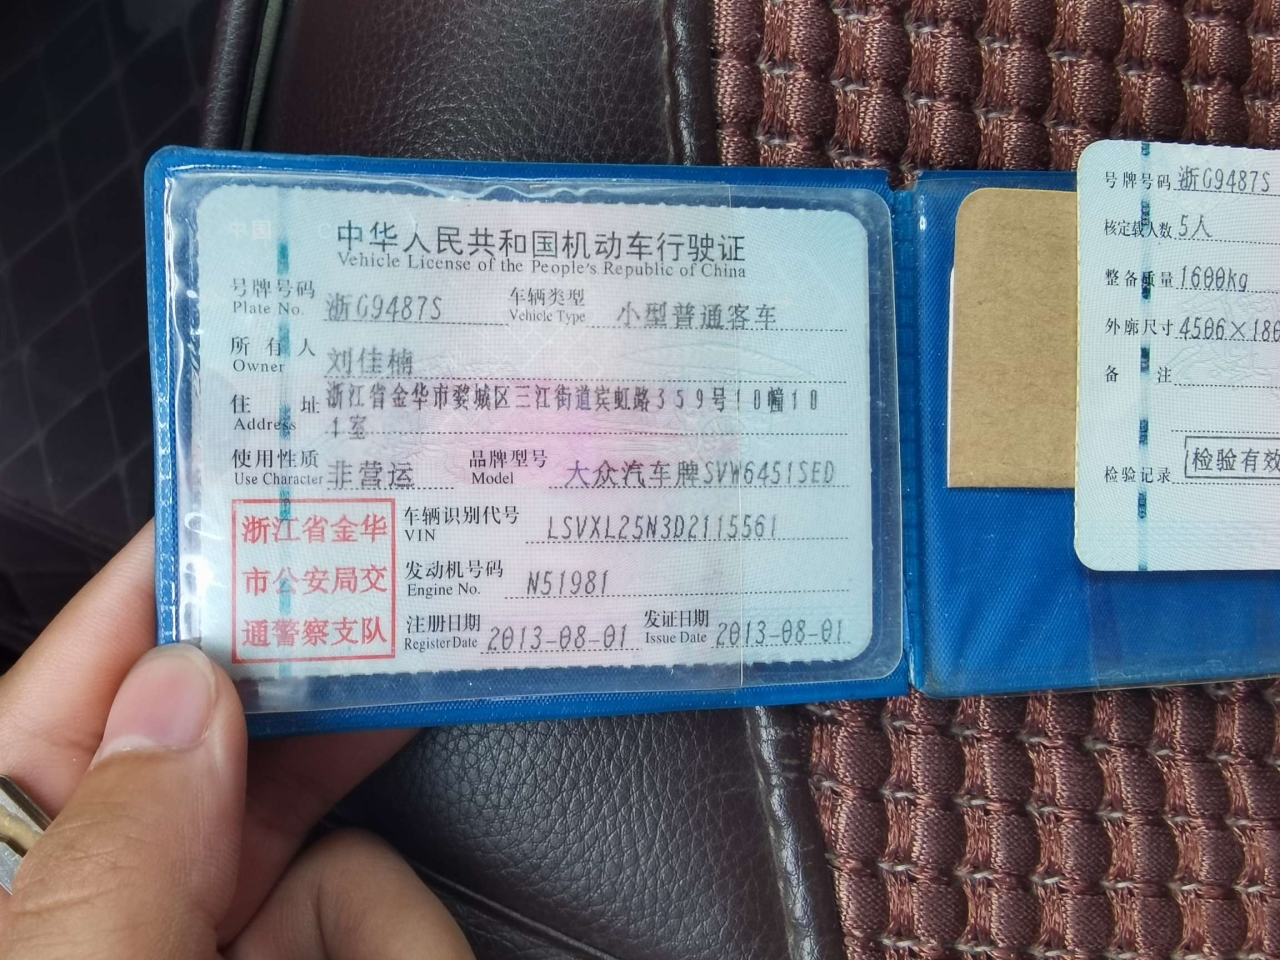 中华人民共和国机动车行驶证
Vehicle License of the People's Republic of China
号牌号码 浙G9487S 车辆类型 小型普通客车
Plate No. Vehicle Type
所有人 刘佳楠
Owner
住址 浙江省金华市婺城区三江街道宾虹路359号10幢10
1室
Address
使用性质 非营运 品牌型号 大众汽车牌SVW6451SED
Use Character Model
浙江省金华
市公安局交
通警察支队
车辆识别代号 LSVXL25N3D2115561
VIN
发动机号码 N51981
Engine No.
注册日期 2013-08-01 发证日期 2013-08-01
Register Date Issue Date
号牌号码 浙G9487S
核定载人数 5人
整备质量 1600kg
外廓尺寸 4506×180
备注
检验记录 检验有效